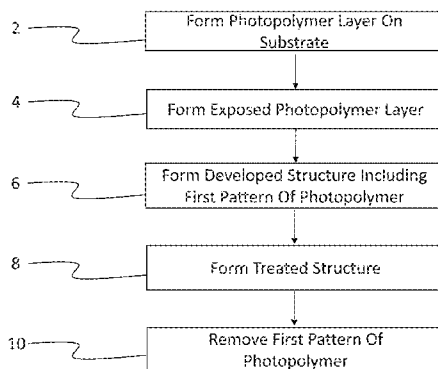 2
Form Photopolymer Layer On
Substrate
4
Form Exposed Photopolymer Layer
6
Form Developed Structure Including
First Pattern Of Photopolymer
8
Form Treated Structure
10
Remove First Pattern Of
Photopolymer